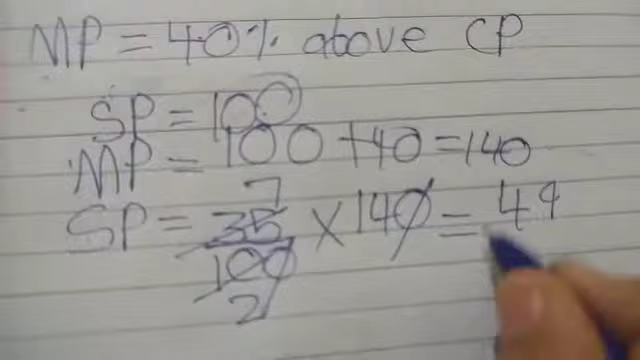 MP = 40% above CP
SP = 100
MP = 100 + 40 = 140
7
SP = 35/100 × 140 = 49
2